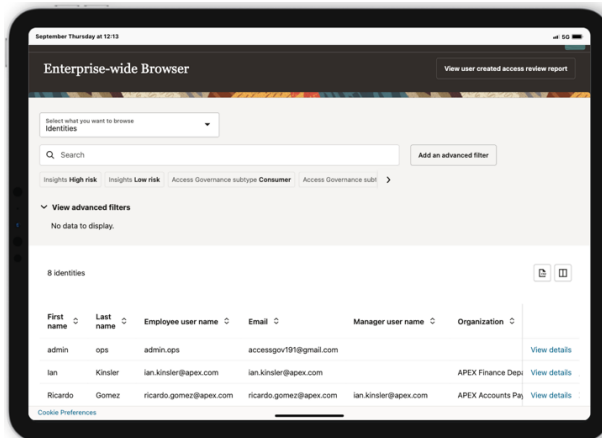 September Thursday at 12/13
5G
Enterprise-wide Browser
View user created access review report
Select what you want to browse
Identities
Search
Add an advanced filter
Insights High risk
Insights Low risk
Access Governance subtype Consumer
Access Governance subt
View advanced filters
No data to display.
8 identities
First name Last name Employee user name Email Manager user name Organization
admin ops admin.ops accessgov191@gmail.com View details
Ian Kinsler ian.kinsler@apex.com ian.kinsler@apex.com APEX Finance Depa View details
Ricardo Gomez ricardo.gomez@apex.com ricardo.gomez@apex.com ian.kinsler@apex.com APEX Accounts Pay View details
Cookie Preferences